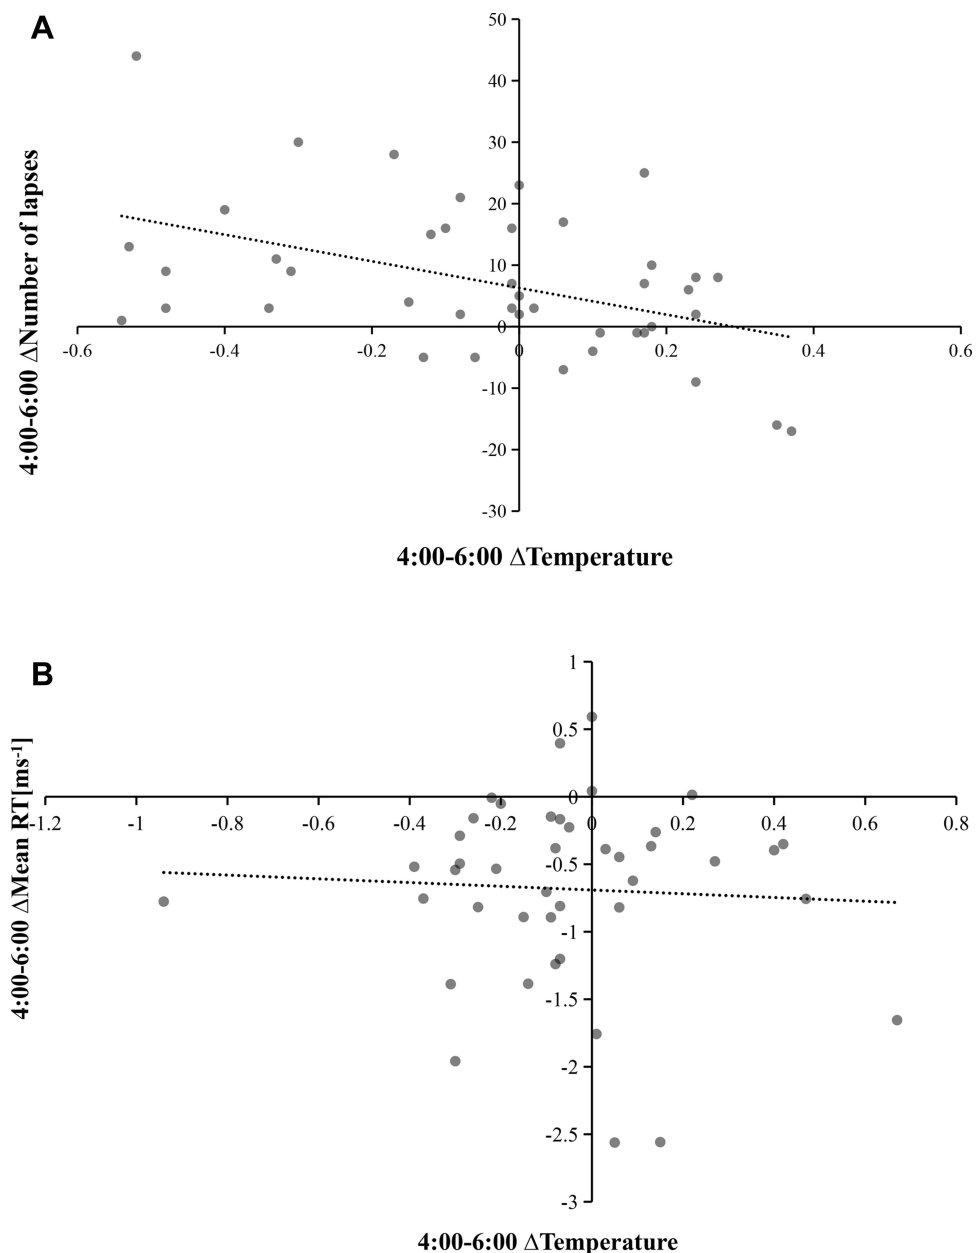 A
50
40
30
20
10
0
-10
-20
-30
-0.6 -0.4 -0.2 0 0.2 0.4 0.6
4:00-6:00 ΔNumber of lapses
4:00-6:00 ΔTemperature
B
1
0.5
0
-0.5
-1
-1.5
-2
-2.5
-3
-1.2 -1 -0.8 -0.6 -0.4 -0.2 0 0.2 0.4 0.6 0.8
4:00-6:00 ΔMean RT[ms⁻¹]
4:00-6:00 ΔTemperature